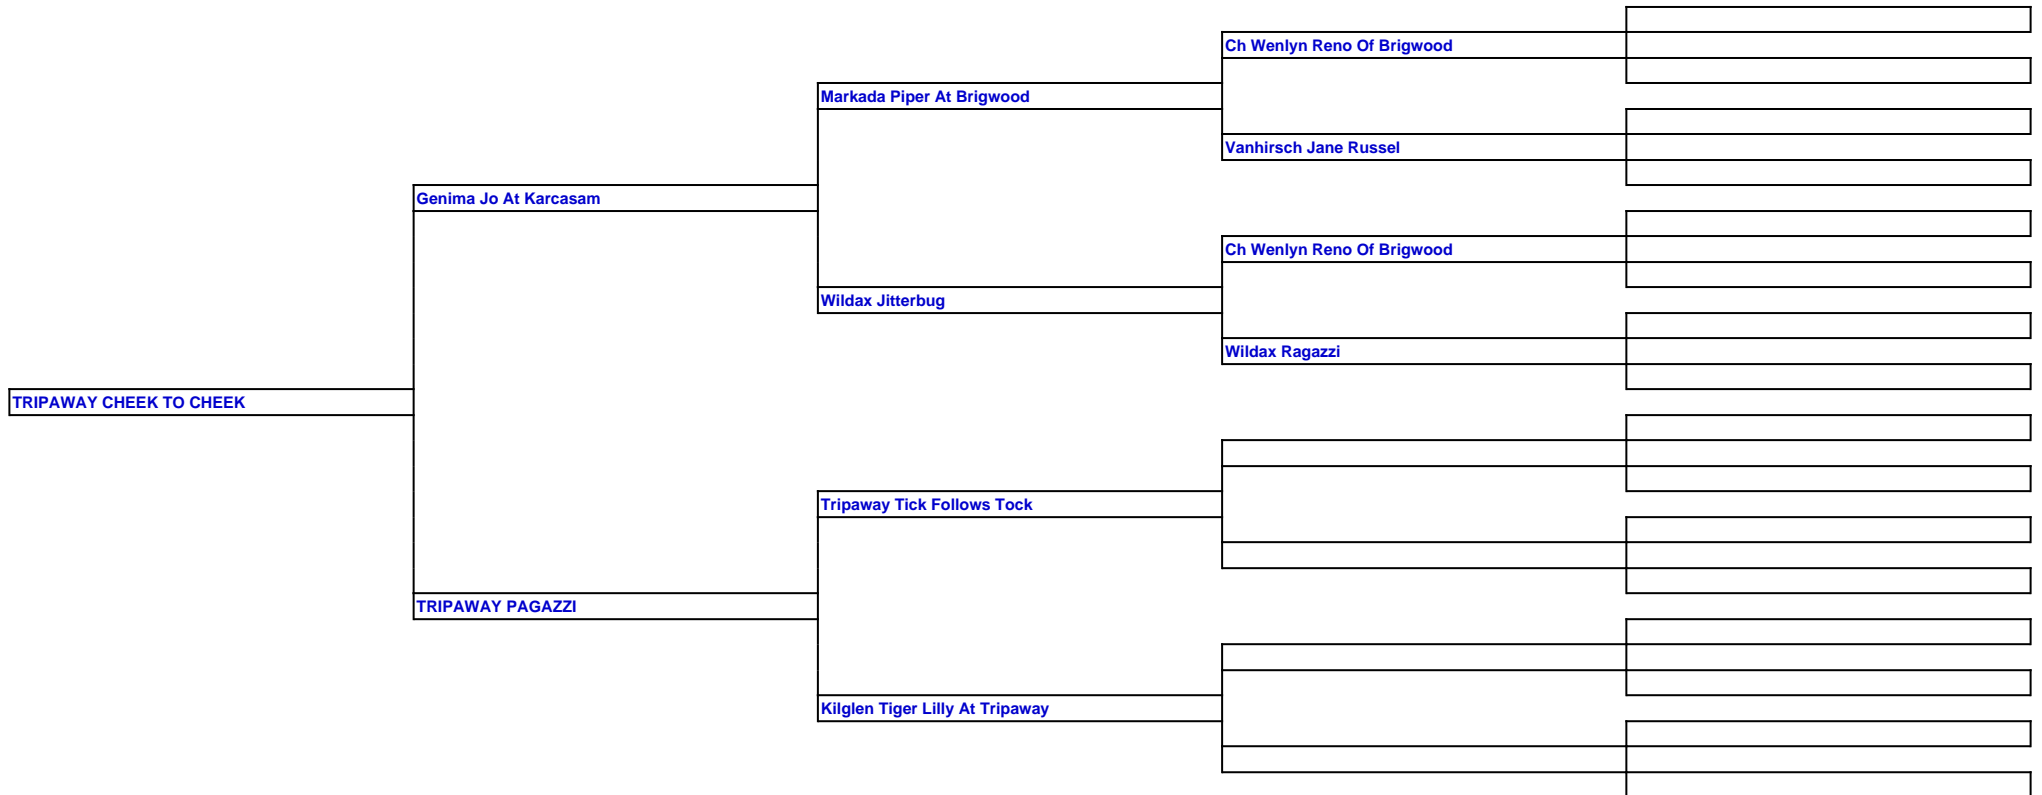 Ch Wenlyn Reno Of Brigwood
Markada Piper At Brigwood
Vanhirsch Jane Russel
Genima Jo At Karcasam
Ch Wenlyn Reno Of Brigwood
Wildax Jitterbug
Wildax Ragazzi
TRIPAWAY CHEEK TO CHEEK
Tripaway Tick Follows Tock
TRIPAWAY PAGAZZI
Kilglen Tiger Lilly At Tripaway